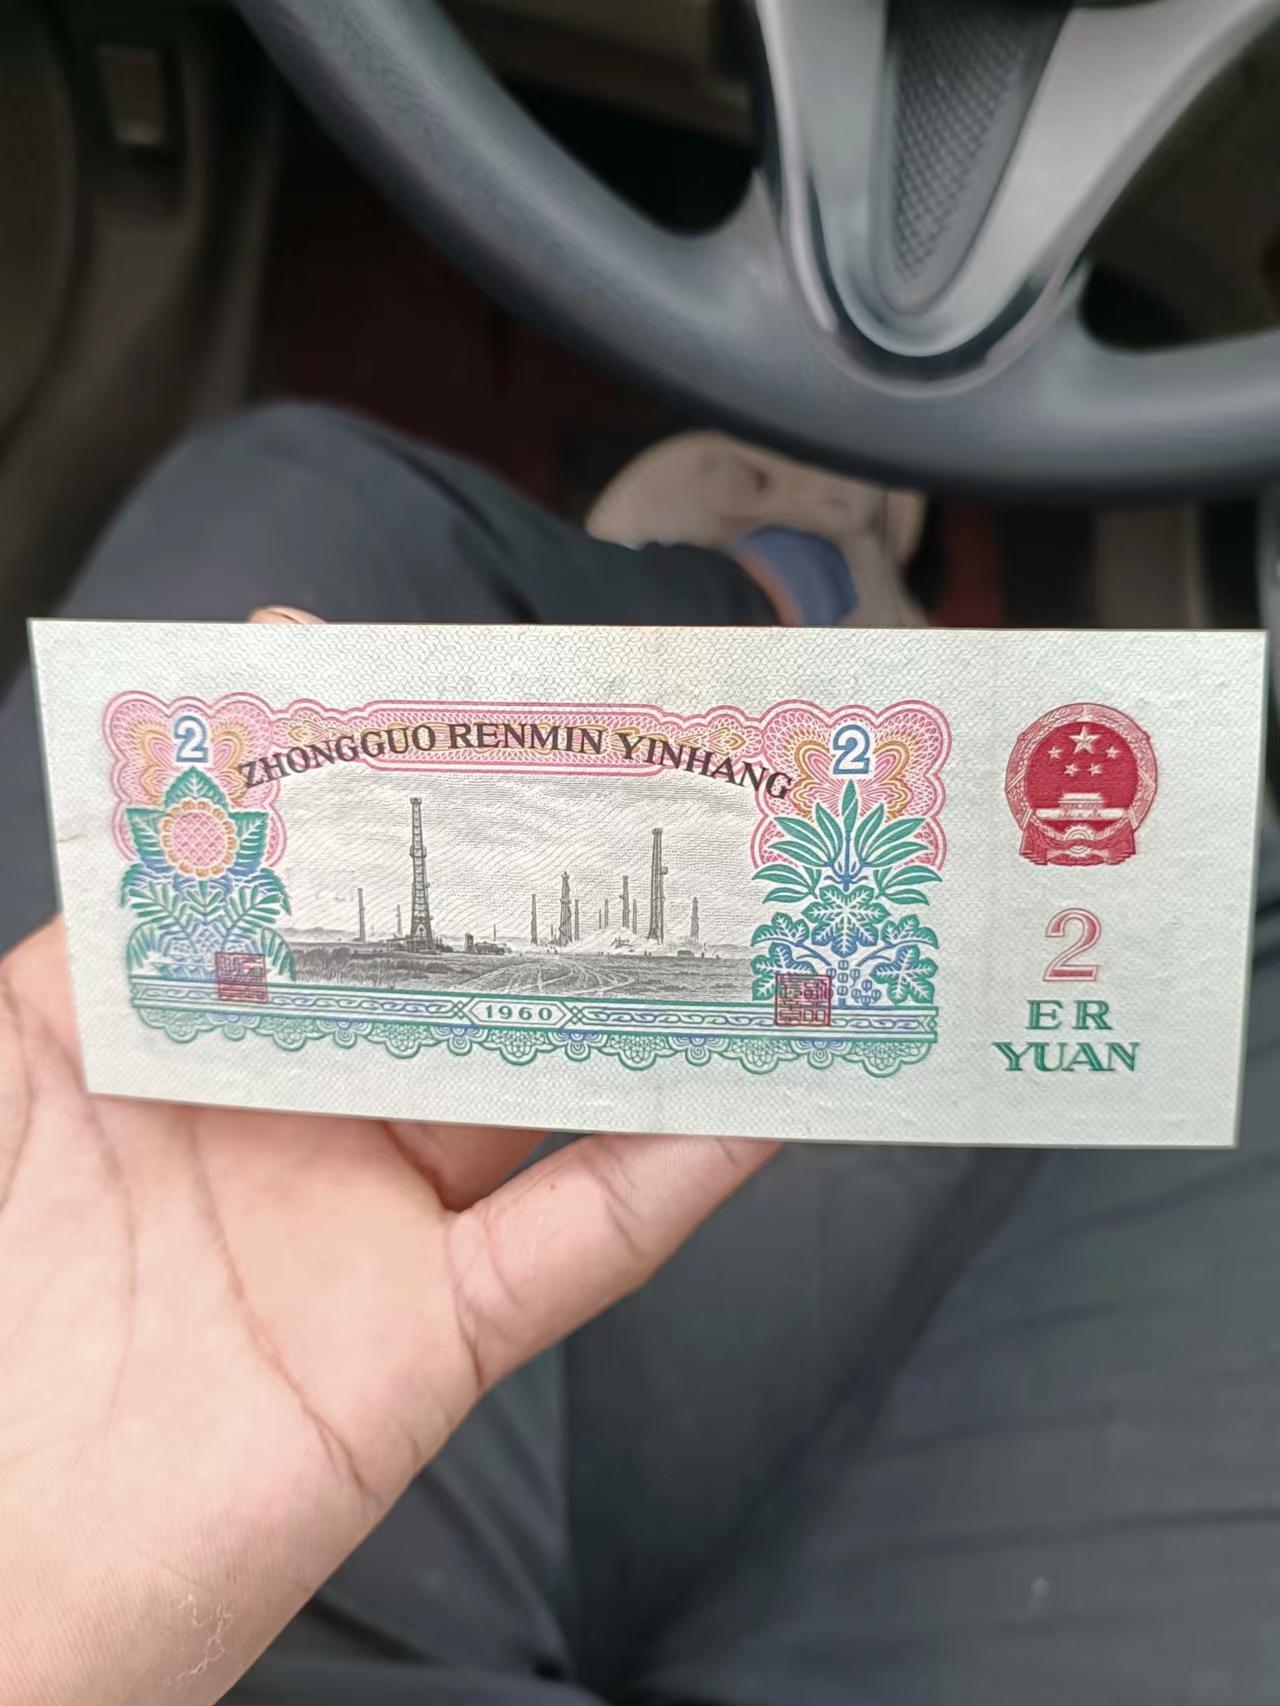 2
2
ZHONGGUO RENMIN YINHANG
1960
2
ER
YUAN